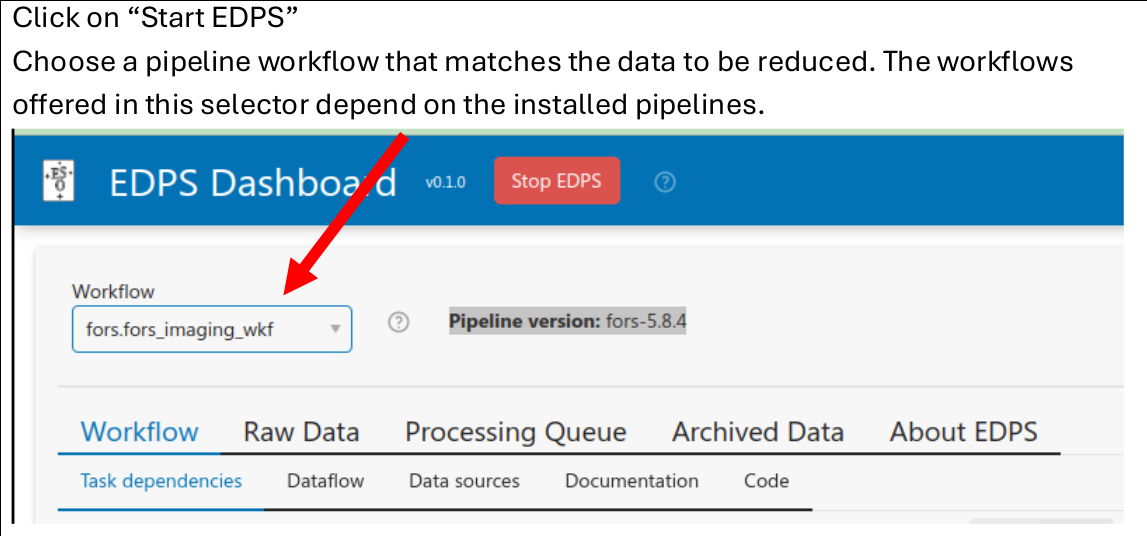 Click on “Start EDPS”
Choose a pipeline workflow that matches the data to be reduced. The workflows
offered in this selector depend on the installed pipelines.
ES
O
EDPS Dashboard v0.1.0 Stop EDPS ?
Workflow
fors.fors_imaging_wkf ? Pipeline version: fors-5.8.4
Workflow Raw Data Processing Queue Archived Data About EDPS
Task dependencies Dataflow Data sources Documentation Code